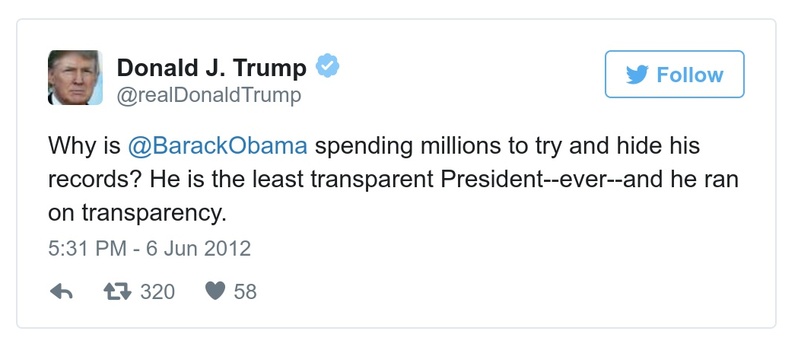 Donald J. Trump
@realDonaldTrump
Follow
Why is @BarackObama spending millions to try and hide his
records? He is the least transparent President--ever--and he ran
on transparency.
5:31 PM - 6 Jun 2012
320 58